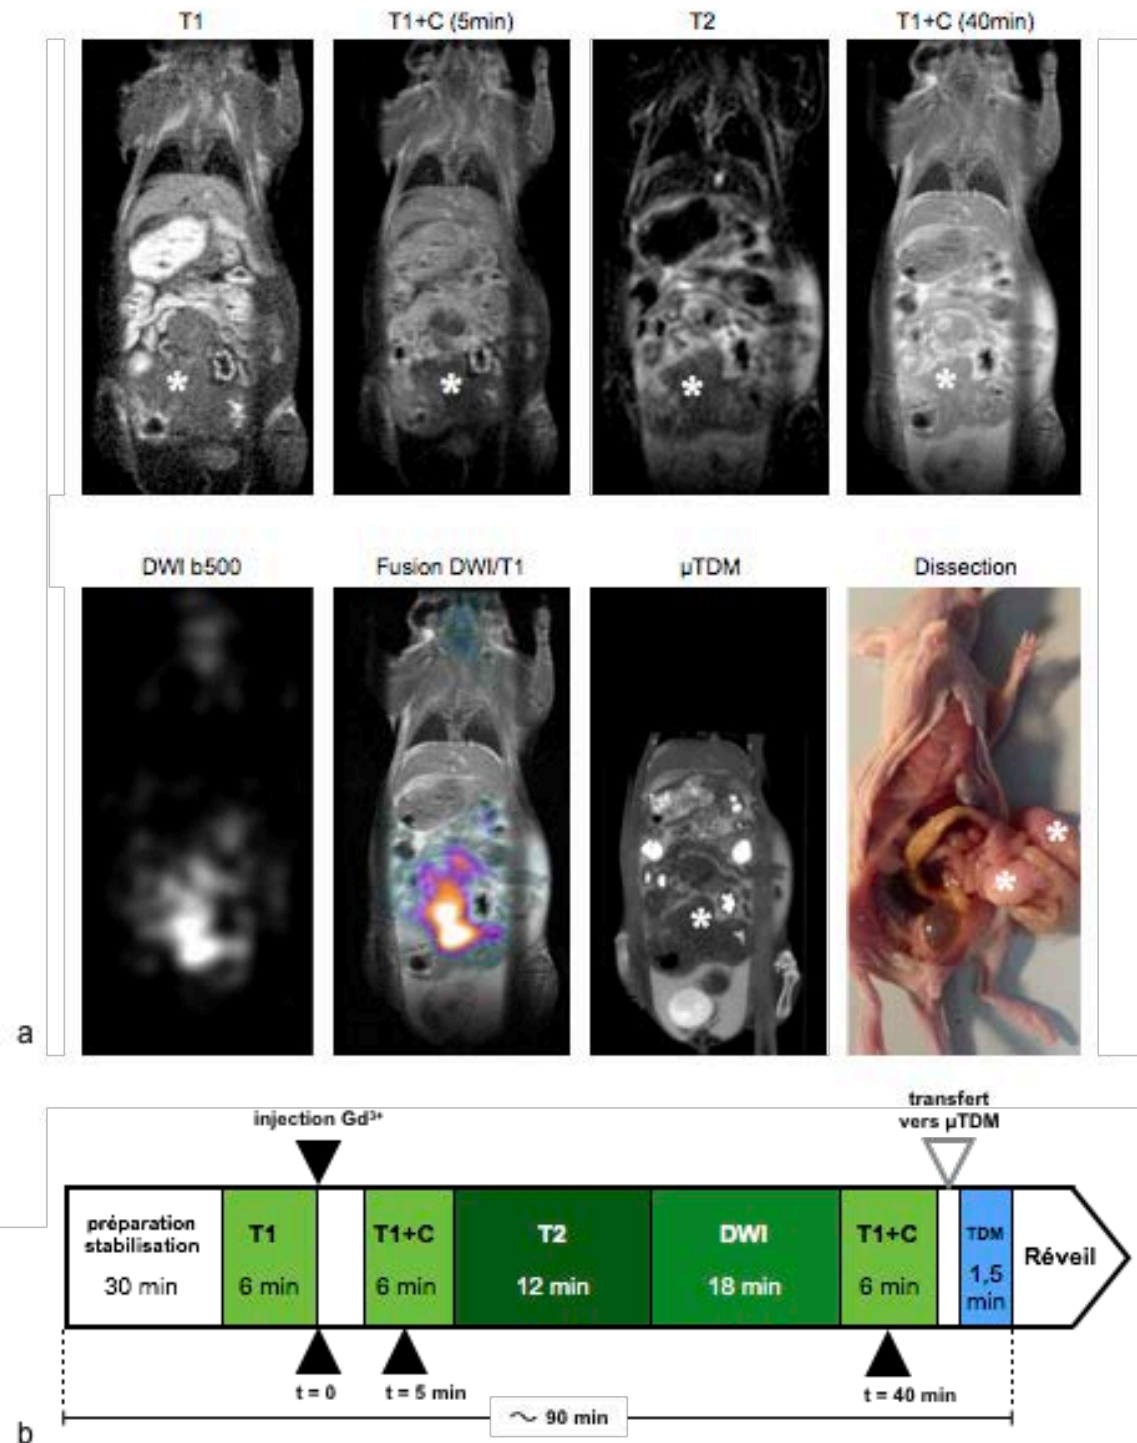 T1
T1+C (5min)
T2
T1+C (40min)
*
*
*
*
DWI b500
Fusion DWI/T1
µTDM
Dissection
*
*
*
a
injection Gd³⁺
transfert
vers µTDM
préparation
stabilisation
30 min
T1
6 min
T1+C
6 min
T2
12 min
DWI
18 min
T1+C
6 min
TDM
1,5
min
Réveil
t = 0
t = 5 min
t = 40 min
~ 90 min
b